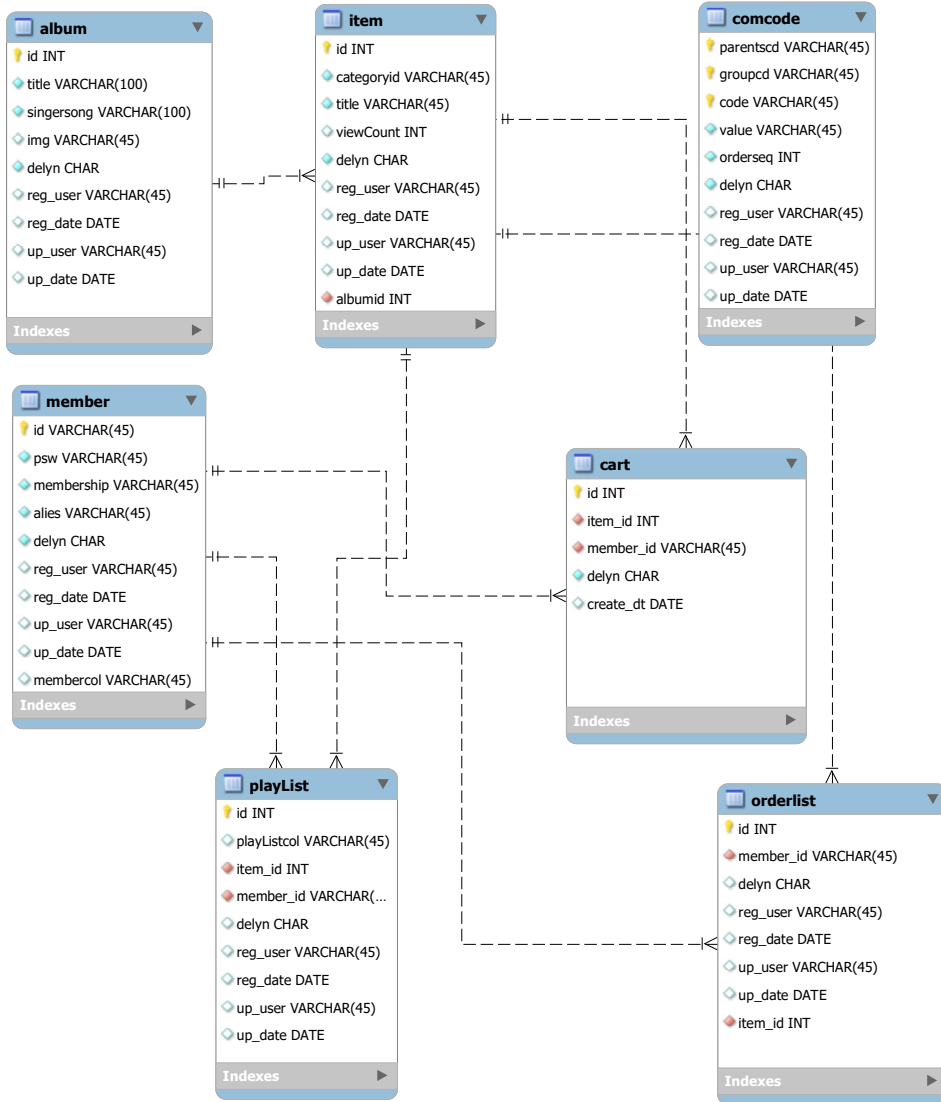 album
id INT
title VARCHAR(100)
singersong VARCHAR(100)
img VARCHAR(45)
delyn CHAR
reg_user VARCHAR(45)
reg_date DATE
up_user VARCHAR(45)
up_date DATE
Indexes
item
id INT
categoryid VARCHAR(45)
title VARCHAR(45)
viewCount INT
delyn CHAR
reg_user VARCHAR(45)
reg_date DATE
up_user VARCHAR(45)
up_date DATE
albumid INT
Indexes
comcode
parentscd VARCHAR(45)
groupcd VARCHAR(45)
code VARCHAR(45)
value VARCHAR(45)
orderseq INT
delyn CHAR
reg_user VARCHAR(45)
reg_date DATE
up_user VARCHAR(45)
up_date DATE
Indexes
member
id VARCHAR(45)
psw VARCHAR(45)
membership VARCHAR(45)
alies VARCHAR(45)
delyn CHAR
reg_user VARCHAR(45)
reg_date DATE
up_user VARCHAR(45)
up_date DATE
membercol VARCHAR(45)
Indexes
cart
id INT
item_id INT
member_id VARCHAR(45)
delyn CHAR
create_dt DATE
Indexes
playList
id INT
playListcol VARCHAR(45)
item_id INT
member_id VARCHAR(...
delyn CHAR
reg_user VARCHAR(45)
reg_date DATE
up_user VARCHAR(45)
up_date DATE
Indexes
orderlist
id INT
member_id VARCHAR(45)
delyn CHAR
reg_user VARCHAR(45)
reg_date DATE
up_user VARCHAR(45)
up_date DATE
item_id INT
Indexes